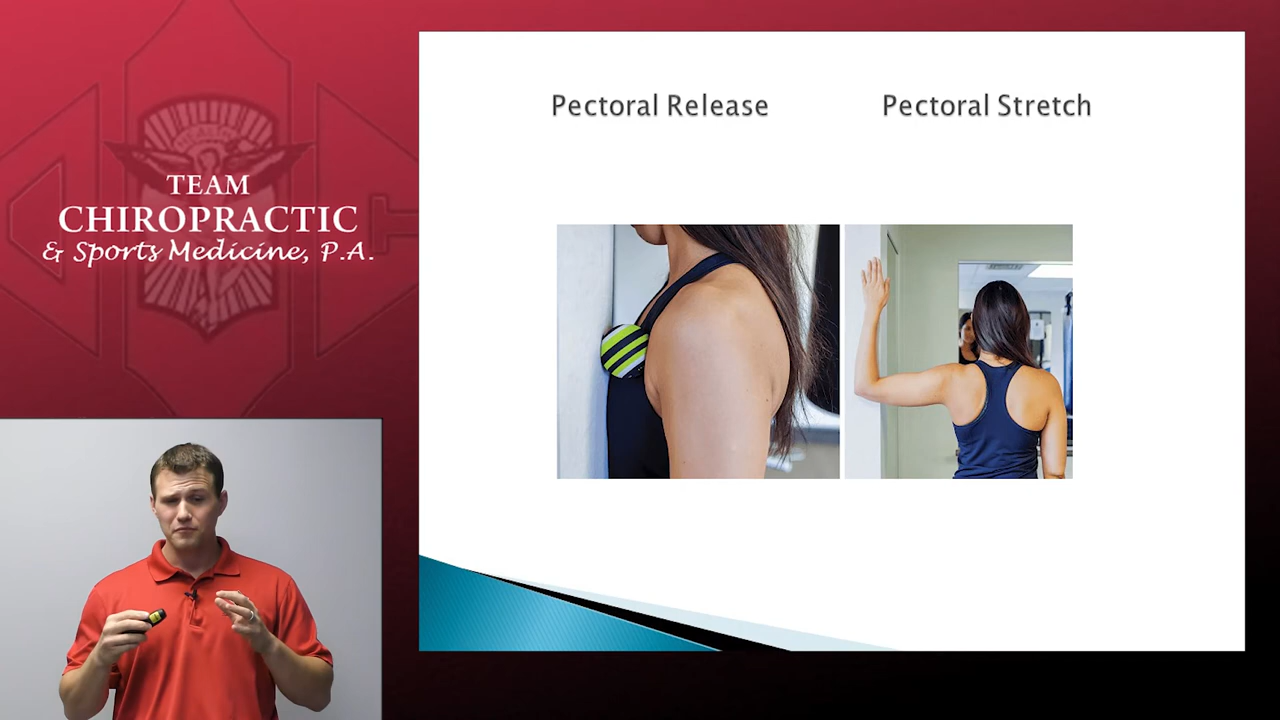 TEAM
CHIROPRACTIC
& Sports Medicine, P.A.
Pectoral Release
Pectoral Stretch